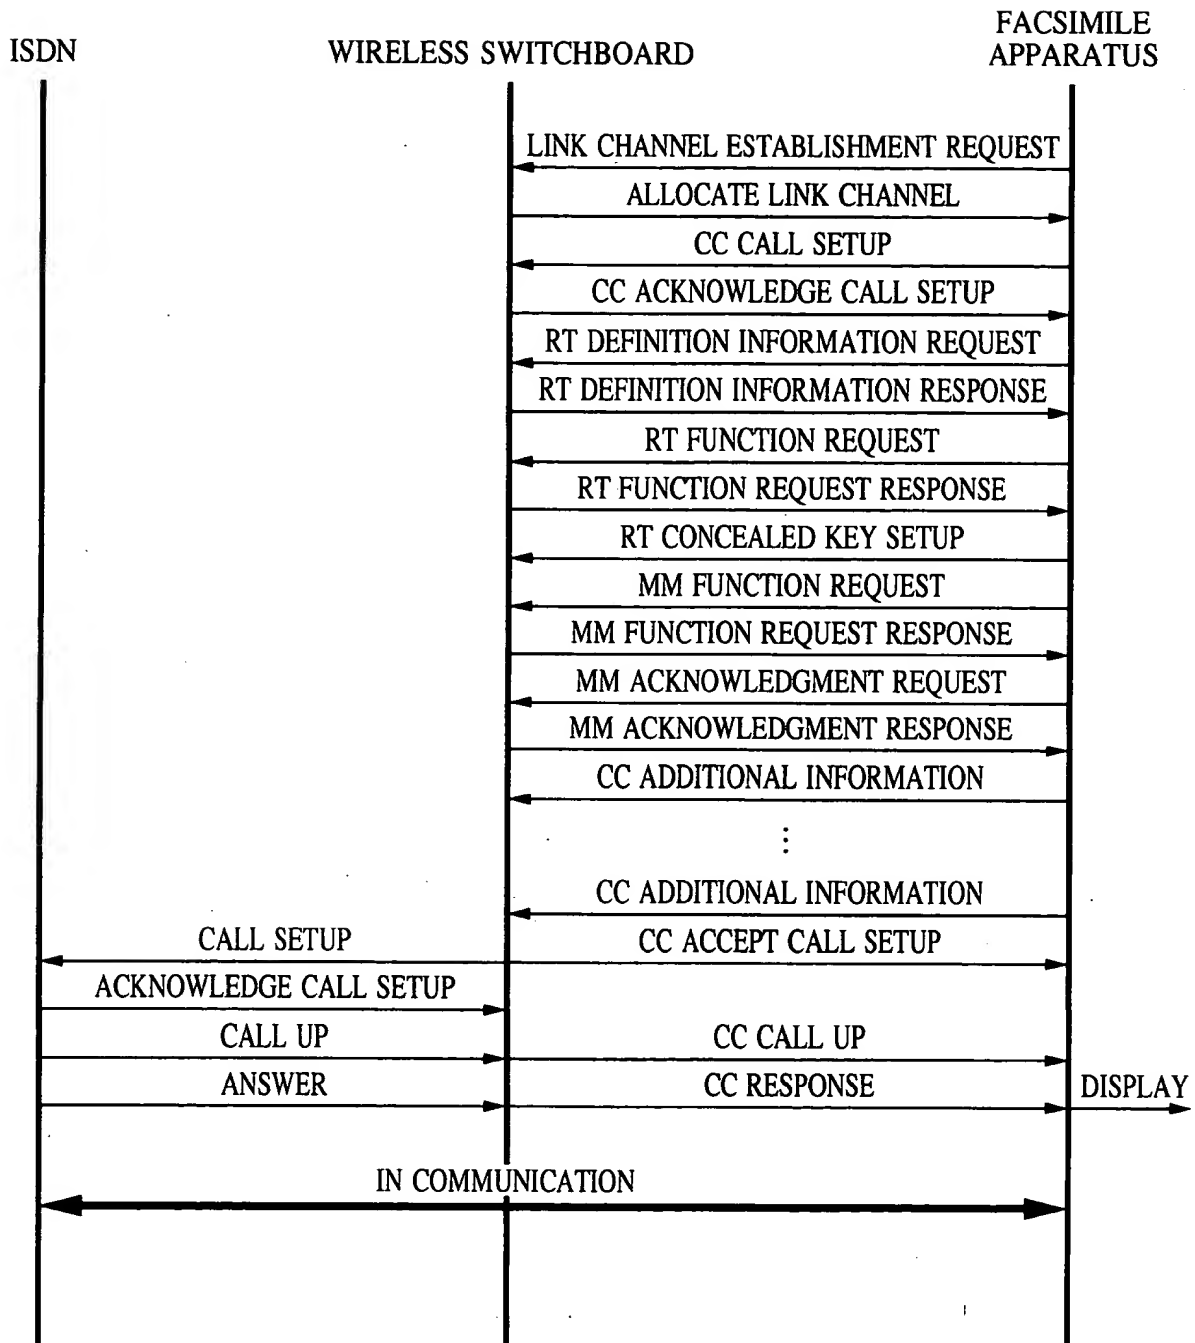 ISDN
WIRELESS SWITCHBOARD
FACSIMILE
APPARATUS
LINK CHANNEL ESTABLISHMENT REQUEST
ALLOCATE LINK CHANNEL
CC CALL SETUP
CC ACKNOWLEDGE CALL SETUP
RT DEFINITION INFORMATION REQUEST
RT DEFINITION INFORMATION RESPONSE
RT FUNCTION REQUEST
RT FUNCTION REQUEST RESPONSE
RT CONCEALED KEY SETUP
MM FUNCTION REQUEST
MM FUNCTION REQUEST RESPONSE
MM ACKNOWLEDGMENT REQUEST
MM ACKNOWLEDGMENT RESPONSE
CC ADDITIONAL INFORMATION
⋮
CC ADDITIONAL INFORMATION
CALL SETUP
CC ACCEPT CALL SETUP
ACKNOWLEDGE CALL SETUP
CALL UP
CC CALL UP
ANSWER
CC RESPONSE
DISPLAY
IN COMMUNICATION